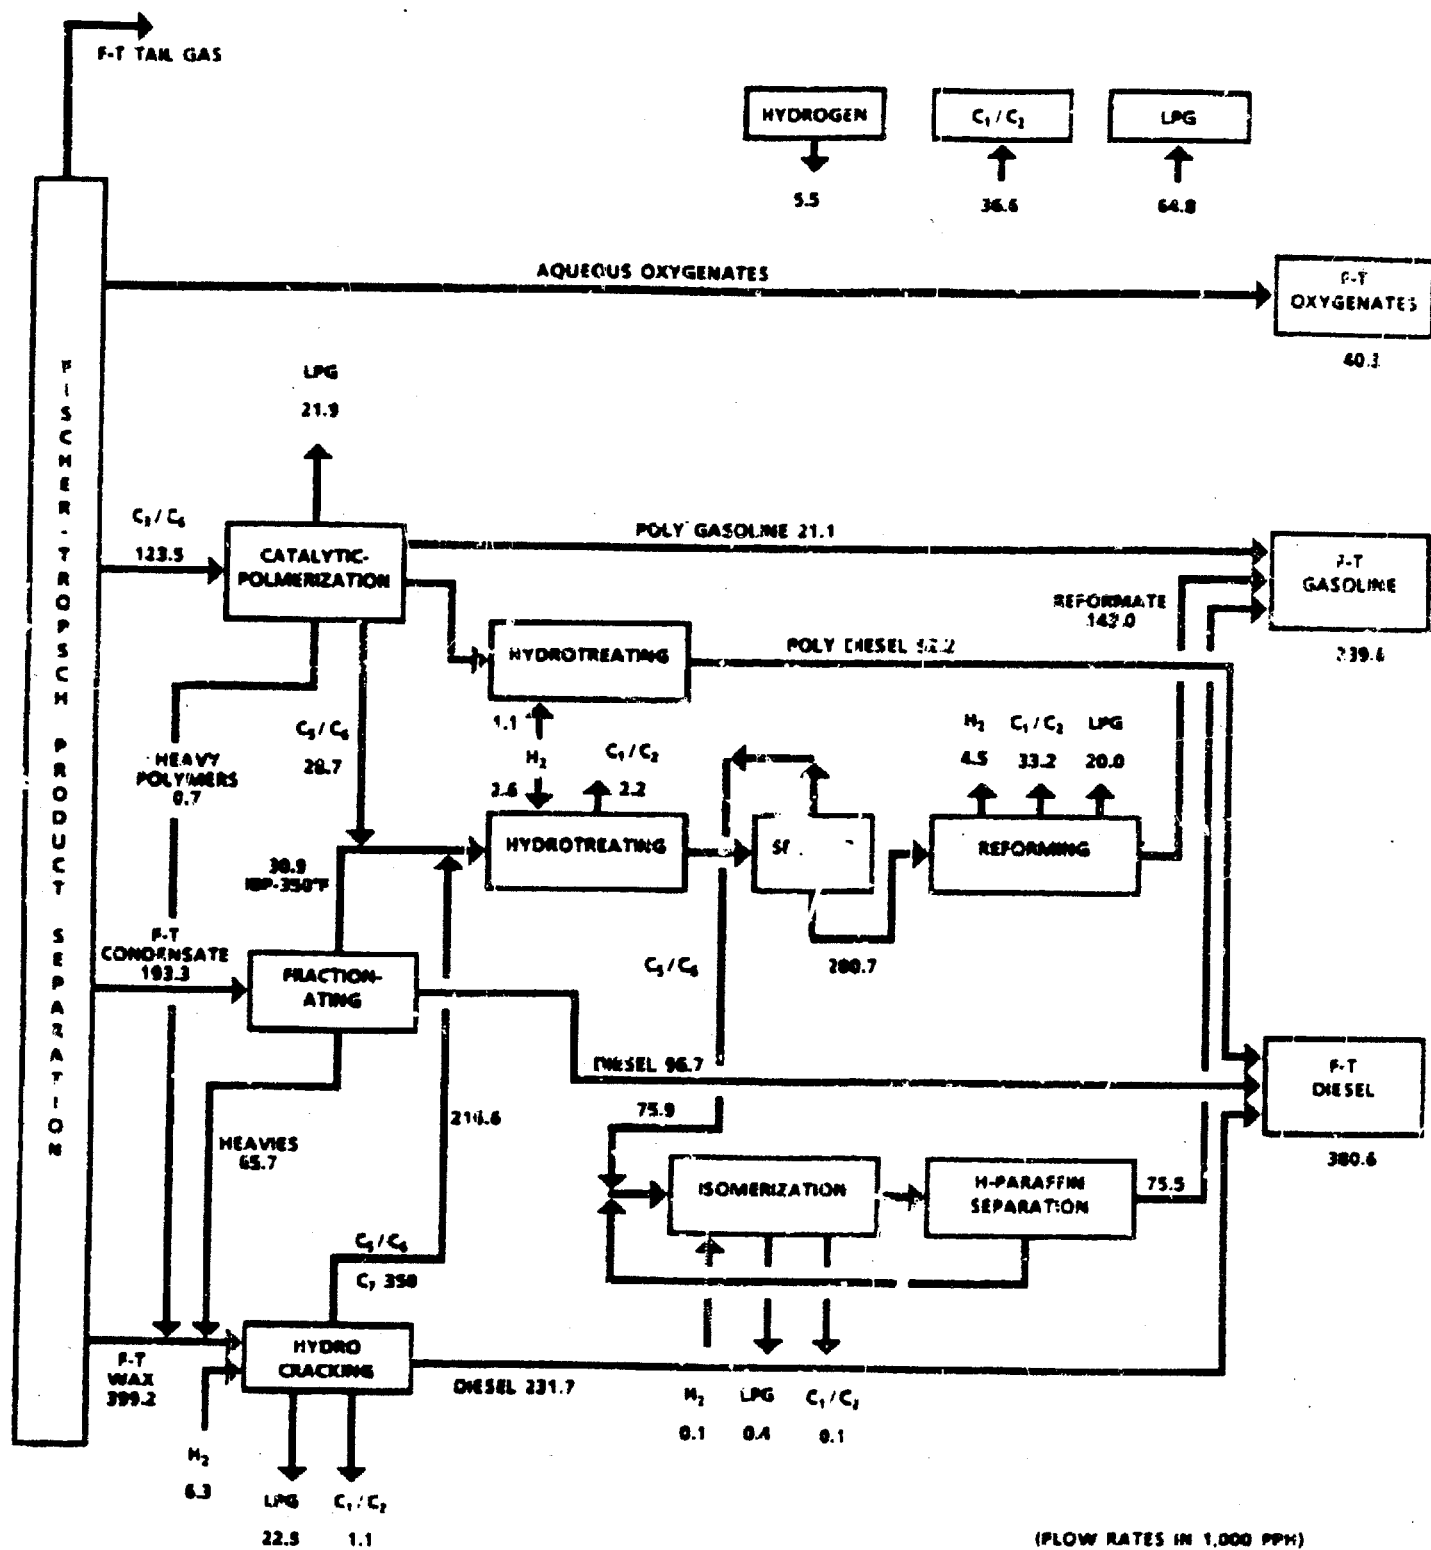 F-T TAIL GAS
HYDROGEN
C1/C2
LPG
5.5
36.6
64.8
AQUEOUS OXYGENATES
F-T
OXYGENATES
40.3
FISCHER-TROPSCH PRODUCT SEPARATION
LPG
21.9
C3/C6
123.5
CATALYTIC-
POLMERIZATION
POLY GASOLINE 21.1
F-T
GASOLINE
239.6
REFORMATE
142.0
HYDROTREATING
POLY DIESEL
1.1
H2
C5/C6
28.7
HEAVY
POLYMERS
0.7
C1/C2
2.2
2.6
H2
4.5
C1/C2
33.2
LPG
20.0
HYDROTREATING
REFORMING
30.9
IBP-350°F
F-T
CONDENSATE
193.3
FRACTION-
ATING
C5/C6
200.7
DIESEL 96.7
F-T
DIESEL
380.6
75.9
216.6
HEAVIES
65.7
ISOMERIZATION
N-PARAFFIN
SEPARATION
75.5
C5/C6
C7 350
HYDRO
CRACKING
F-T
WAX
399.2
DIESEL 231.7
H2
LPG
C1/C2
0.1
0.4
0.1
H2
6.3
LPG
C1/C2
22.5
1.1
(FLOW RATES IN 1,000 PPH)